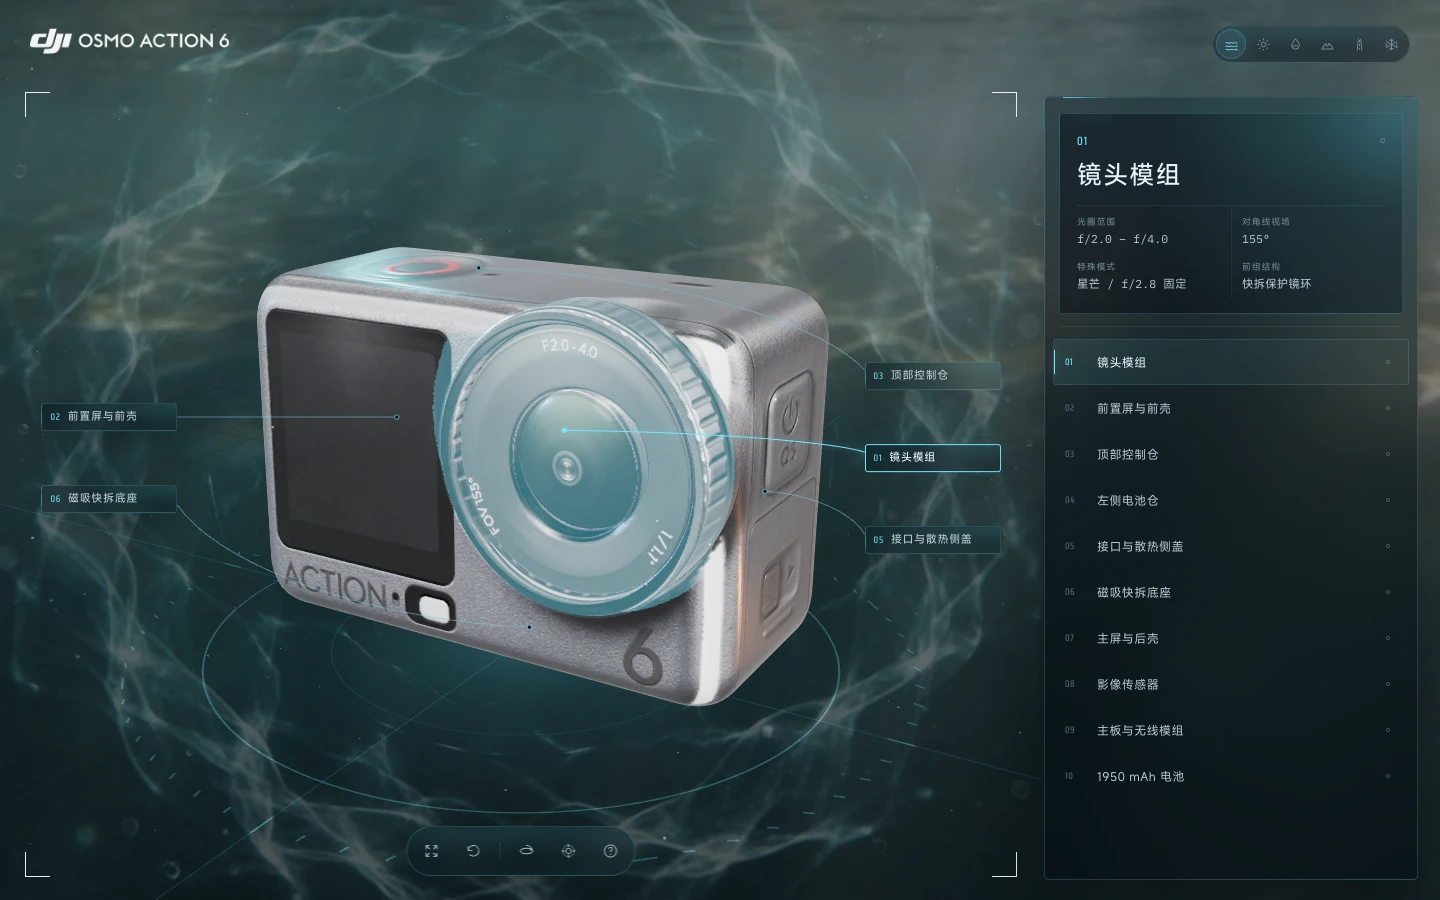 dji OSMO ACTION 6
01
镜头模组
光圈范围
f/2.0 – f/4.0
对角线视场
155°
特殊模式
星芒 / f/2.8 固定
前组结构
快拆保护镜环
01 镜头模组
02 前置屏与前壳
03 顶部控制仓
04 左侧电池仓
05 接口与散热侧盖
06 磁吸快拆底座
07 主屏与后壳
08 影像传感器
09 主板与无线模组
10 1950 mAh 电池
F2.0-4.0
FOV 155°
1/1.1"
ACTION
6
03 顶部控制仓
02 前置屏与前壳
01 镜头模组
06 磁吸快拆底座
05 接口与散热侧盖